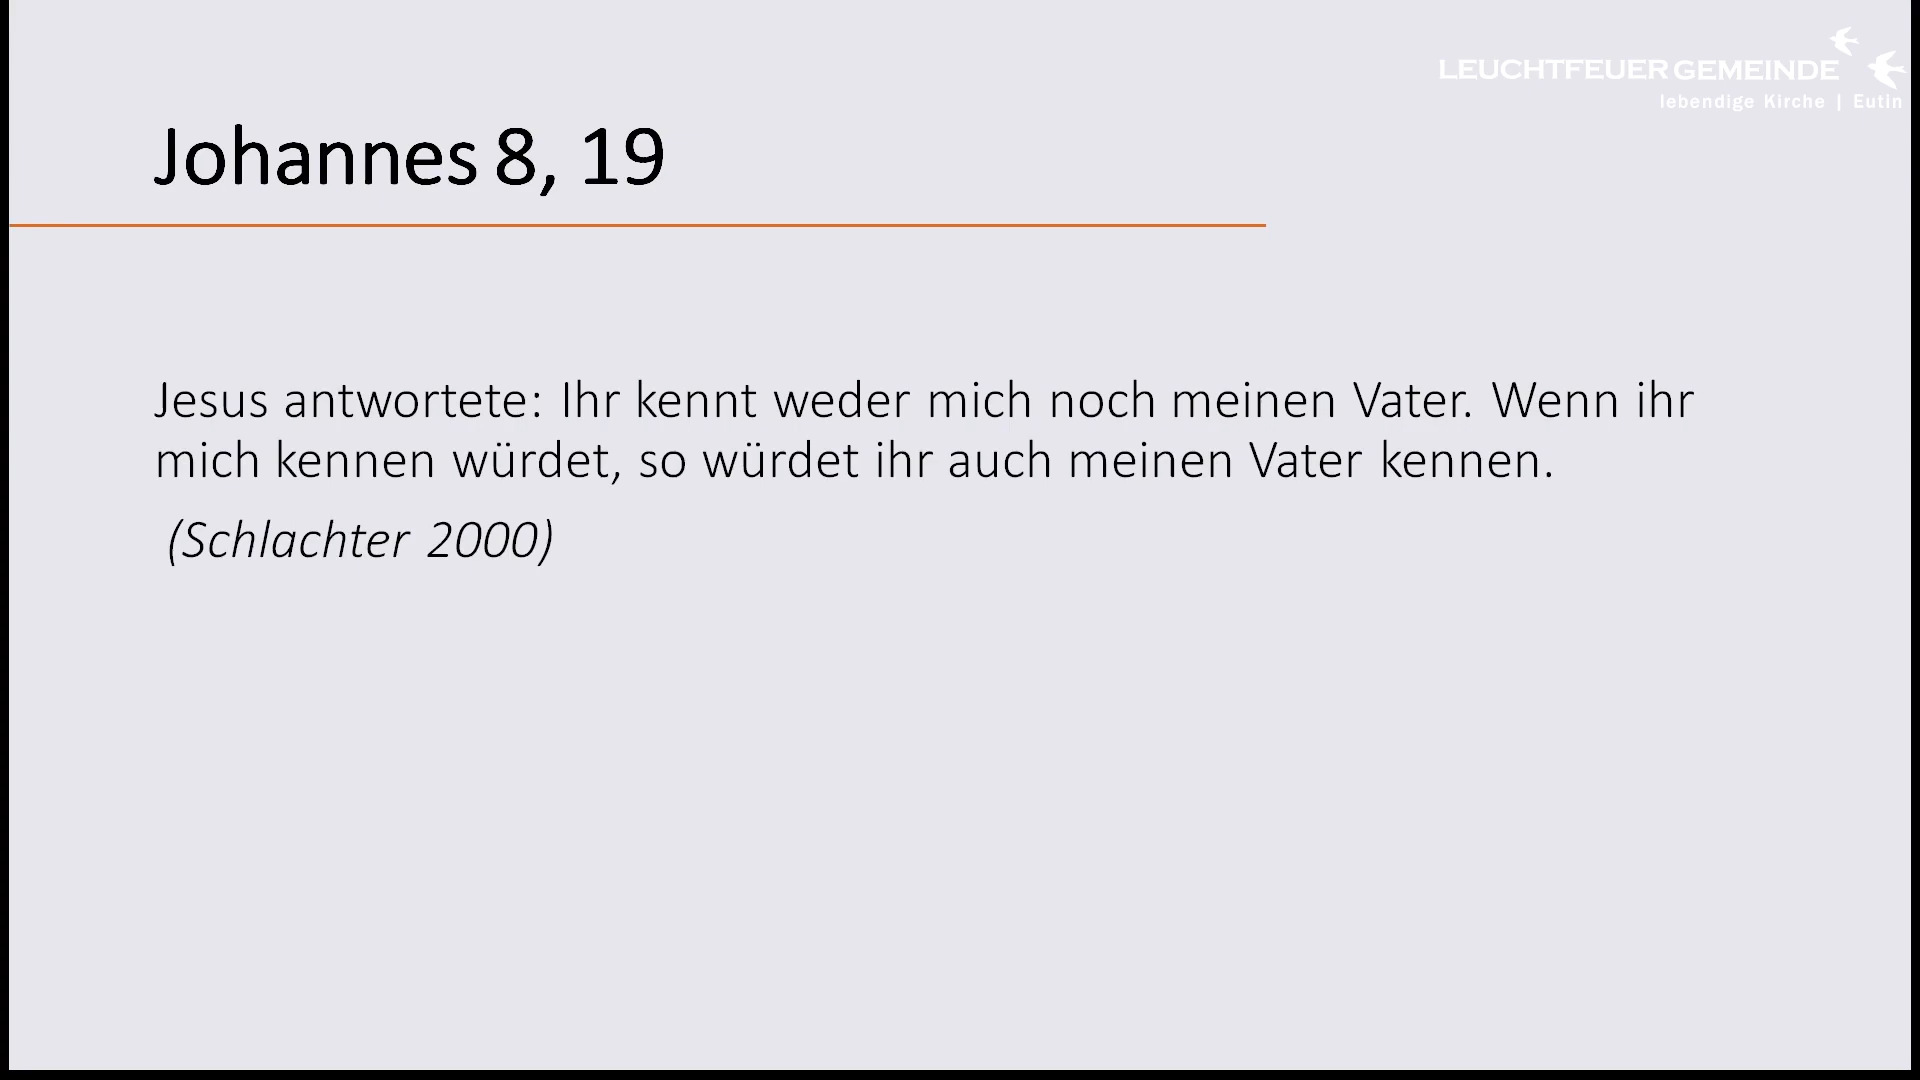 LEUCHTFEUER GEMEINDE
lebendige Kirche | Eutin
Johannes 8, 19
Jesus antwortete: Ihr kennt weder mich noch meinen Vater. Wenn ihr
mich kennen würdet, so würdet ihr auch meinen Vater kennen.
(Schlachter 2000)